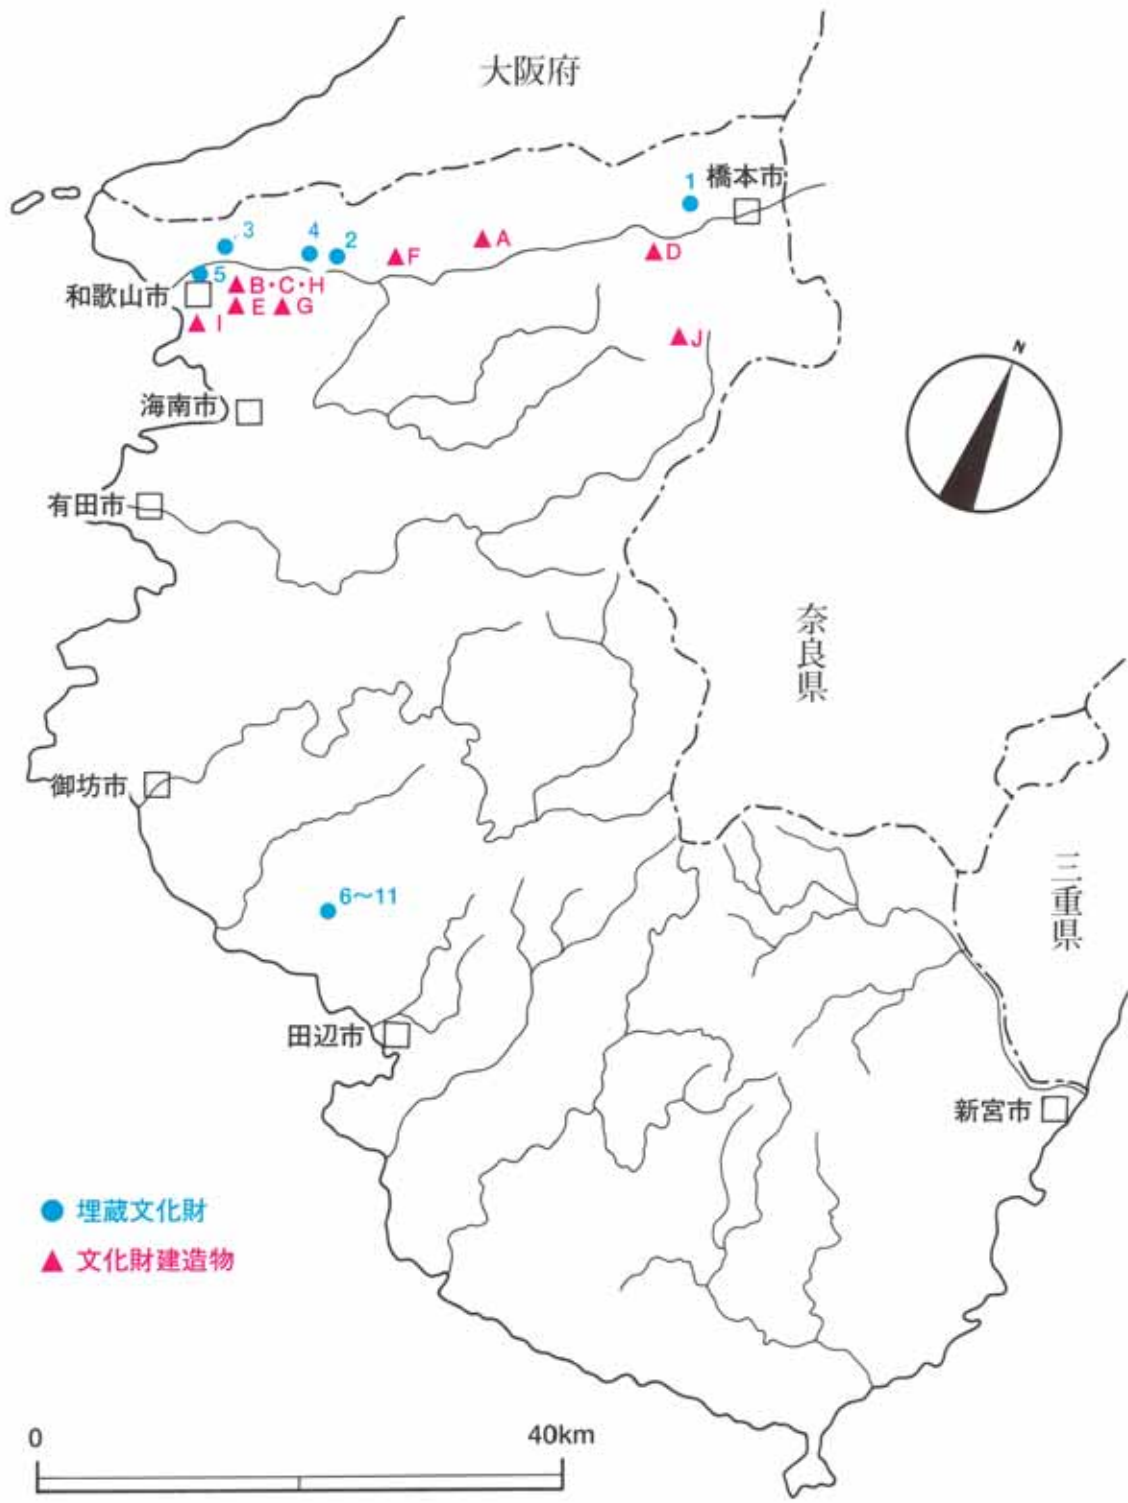 大阪府
1
橋本市
3
4
2
F
A
D
5
B・C・H
和歌山市
E
G
I
J
N
海南市
有田市
奈良県
御坊市
三重県
6〜11
田辺市
新宮市
埋蔵文化財
文化財建造物
0
40km